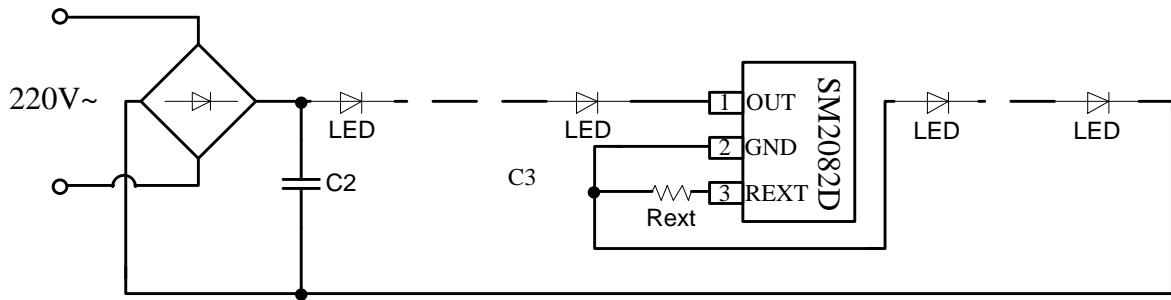 220V~
LED
LED
1 OUT
2 GND
3 REXT
SM2082D
LED
LED
C2
C3
Rext